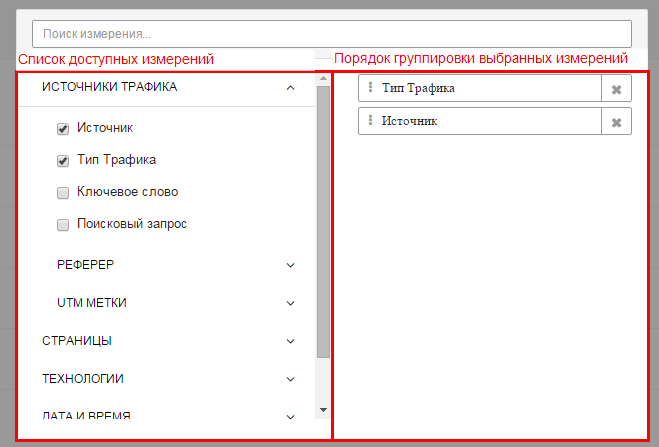 Поиск измерения...
Список доступных измерений
Порядок группировки выбранных измерений
ИСТОЧНИКИ ТРАФИКА
Источник
Тип Трафика
Ключевое слово
Поисковый запрос
РЕФЕРЕР
UTM МЕТКИ
СТРАНИЦЫ
ТЕХНОЛОГИИ
ДАТА И ВРЕМЯ
Тип Трафика
Источник